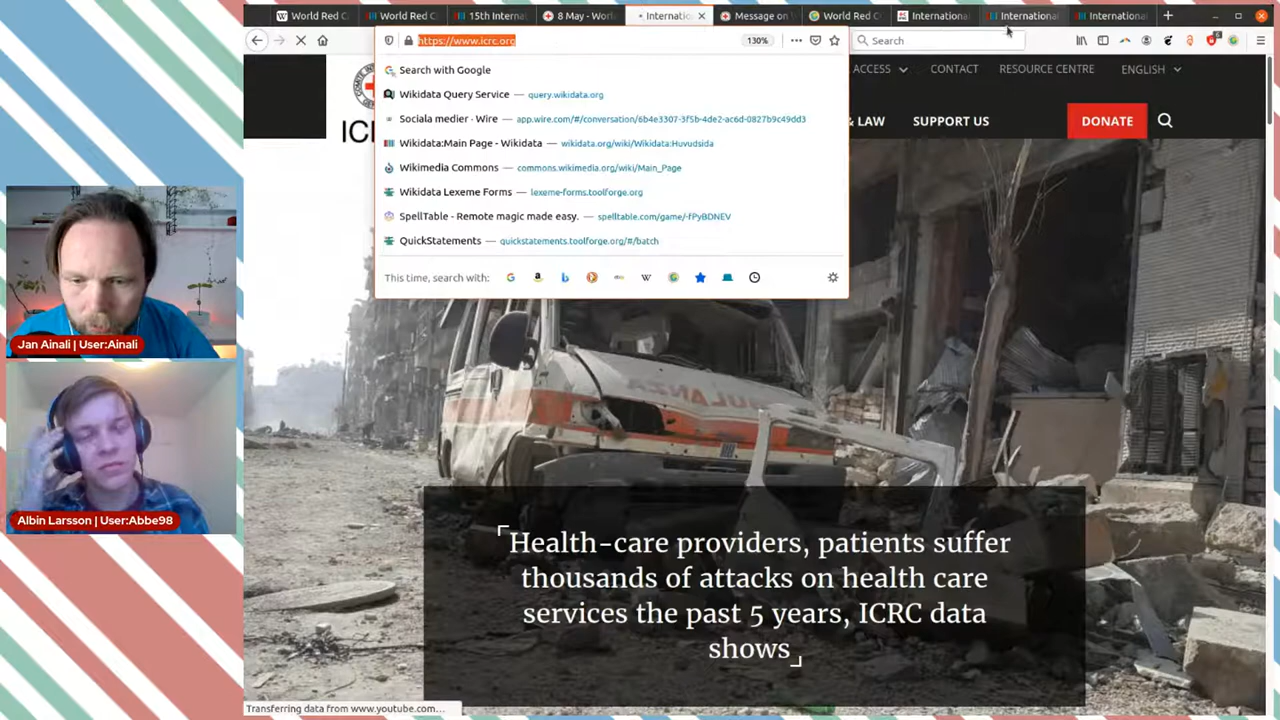 World Red C
World Red C
15th Interna
8 May - Worl
Internatio
Message on
World Red C
International
International
International
https://www.icrc.org
130%
Search
Search with Google
Wikidata Query Service — query.wikidata.org
Sociala medier · Wire — app.wire.com/#/conversation/6b4e3307-3f5b-4de2-ac6d-0827b9c49dd3
Wikidata:Main Page - Wikidata — wikidata.org/wiki/Wikidata:Huvudsida
Wikimedia Commons — commons.wikimedia.org/wiki/Main_Page
Wikidata Lexeme Forms — lexeme-forms.toolforge.org
SpellTable - Remote magic made easy. — spelltable.com/game/-fPyBDNEV
QuickStatements — quickstatements.toolforge.org/#/batch
This time, search with:
ACCESS
CONTACT
RESOURCE CENTRE
ENGLISH
IC
& LAW
SUPPORT US
DONATE
AMBULANZA
Health-care providers, patients suffer
thousands of attacks on health care
services the past 5 years, ICRC data
shows
Transferring data from www.youtube.com...
Jan Ainali | User:Ainali
Albin Larsson | User:Abbe98